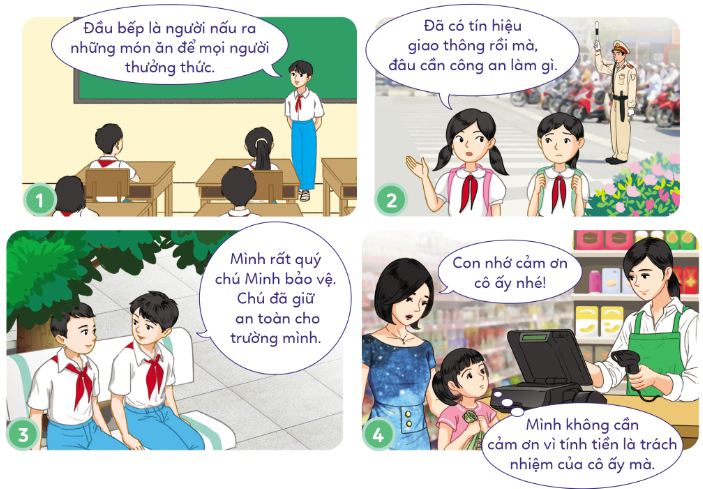 Đầu bếp là người nấu ra
những món ăn để mọi người
thưởng thức.
1
Đã có tín hiệu
giao thông rồi mà,
đâu cần công an làm gì.
2
Mình rất quý
chú Minh bảo vệ.
Chú đã giữ
an toàn cho
trường mình.
3
Con nhớ cảm ơn
cô ấy nhé!
Mình không cần
cảm ơn vì tính tiền là trách
nhiệm của cô ấy mà.
4